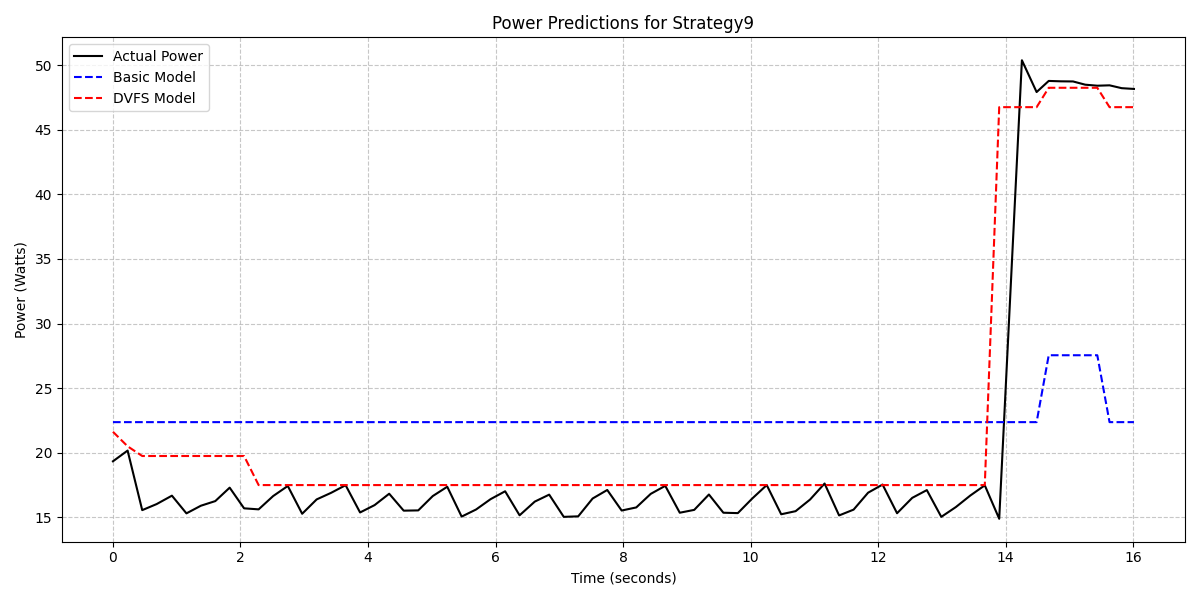 Power Predictions for Strategy9
Actual Power
Basic Model
DVFS Model
Power (Watts)
50
45
40
35
30
25
20
15
0 2 4 6 8 10 12 14 16
Time (seconds)